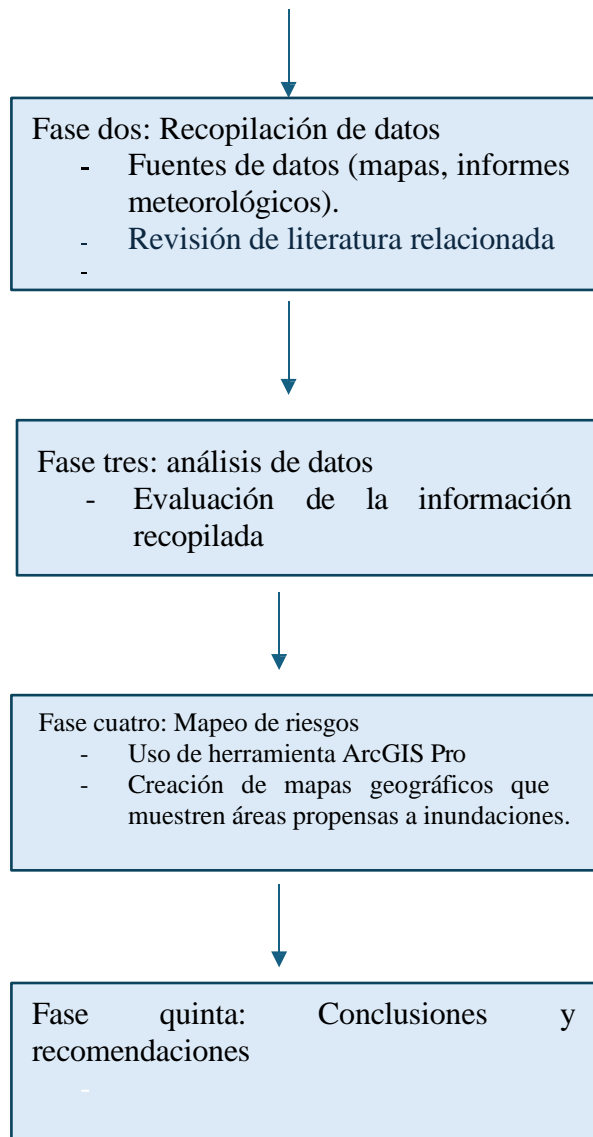 Fase dos: Recopilación de datos
- Fuentes de datos (mapas, informes
meteorológicos).
- Revisión de literatura relacionada
-
Fase tres: análisis de datos
- Evaluación de la información
recopilada
Fase cuatro: Mapeo de riesgos
- Uso de herramienta ArcGIS Pro
- Creación de mapas geográficos que
muestren áreas propensas a inundaciones.
Fase quinta: Conclusiones y
recomendaciones
-